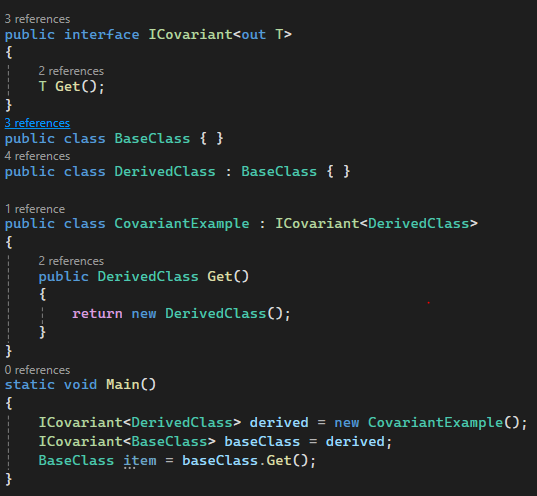 3 references
public interface ICovariant<out T>
{
2 references
T Get();
}
3 references
public class BaseClass { }
4 references
public class DerivedClass : BaseClass { }
1 reference
public class CovariantExample : ICovariant<DerivedClass>
{
2 references
public DerivedClass Get()
{
return new DerivedClass();
}
}
0 references
static void Main()
{
ICovariant<DerivedClass> derived = new CovariantExample();
ICovariant<BaseClass> baseClass = derived;
BaseClass item = baseClass.Get();
}